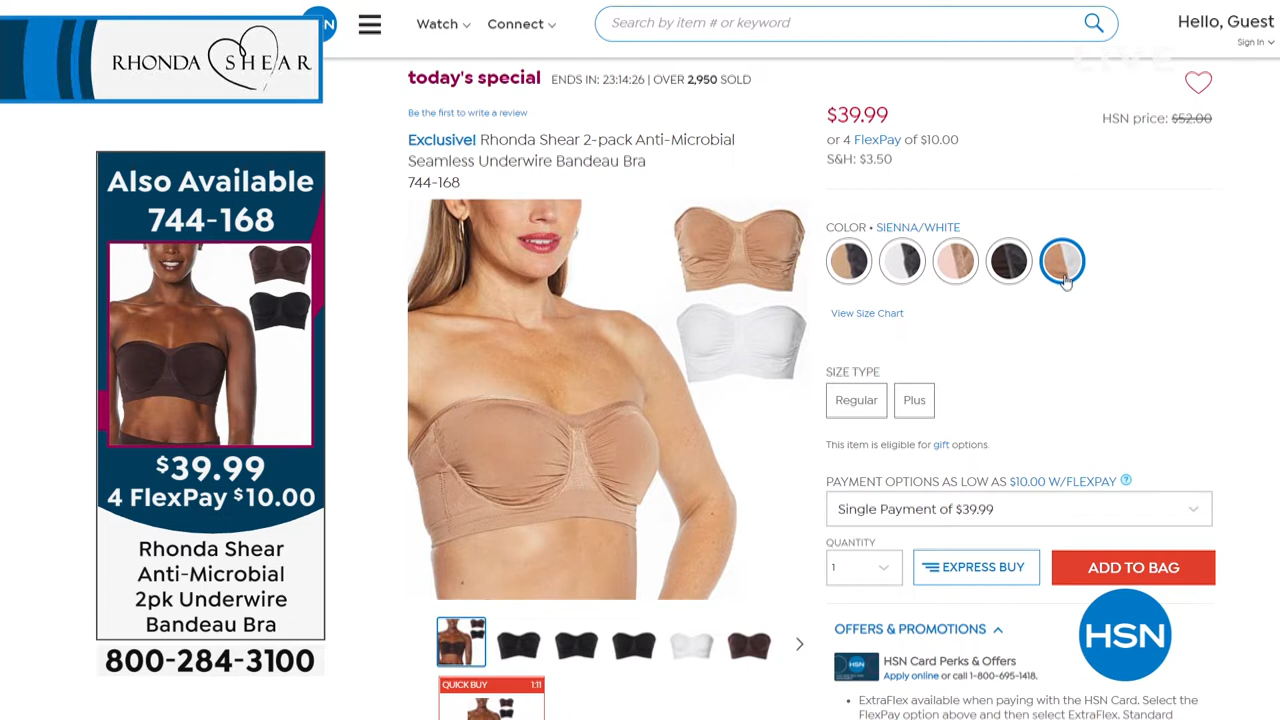 RHONDA SHEAR
Also Available
744-168
$39.99
4 FlexPay $10.00
Rhonda Shear
Anti-Microbial
2pk Underwire
Bandeau Bra
800-284-3100
Watch
Connect
Search by item # or keyword
Hello, Guest
Sign In
LIVE
today's special ENDS IN: 23:14:26 | OVER 2,950 SOLD
Be the first to write a review
Exclusive! Rhonda Shear 2-pack Anti-Microbial
Seamless Underwire Bandeau Bra
744-168
QUICK BUY 1:11
$39.99
HSN price: $52.00
or 4 FlexPay of $10.00
S&H: $3.50
COLOR • SIENNA/WHITE
View Size Chart
SIZE TYPE
Regular Plus
This item is eligible for gift options.
PAYMENT OPTIONS AS LOW AS $10.00 W/FLEXPAY ?
Single Payment of $39.99
QUANTITY
1
EXPRESS BUY
ADD TO BAG
OFFERS & PROMOTIONS
HSN
HSN
HSN Card Perks & Offers
Apply online or call 1-800-695-1418.
• ExtraFlex available when paying with the HSN Card. Select the
FlexPay option above and then select ExtraFlex. Standard